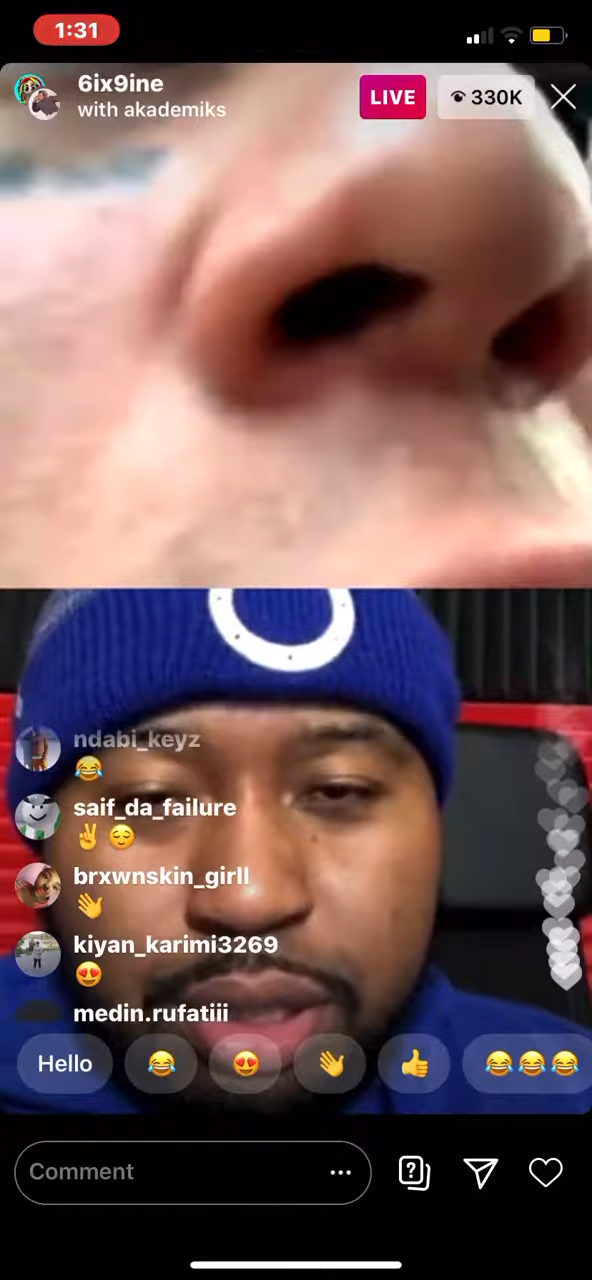 1:31
6ix9ine
with akademiks
LIVE
330K
ndabi_keyz
😂
saif_da_failure
✌️ 😌
brxwnskin_girll
👋
kiyan_karimi3269
😍
medin.rufatiii
Hello
😂
😍
👋
👍
😂😂😂
Comment